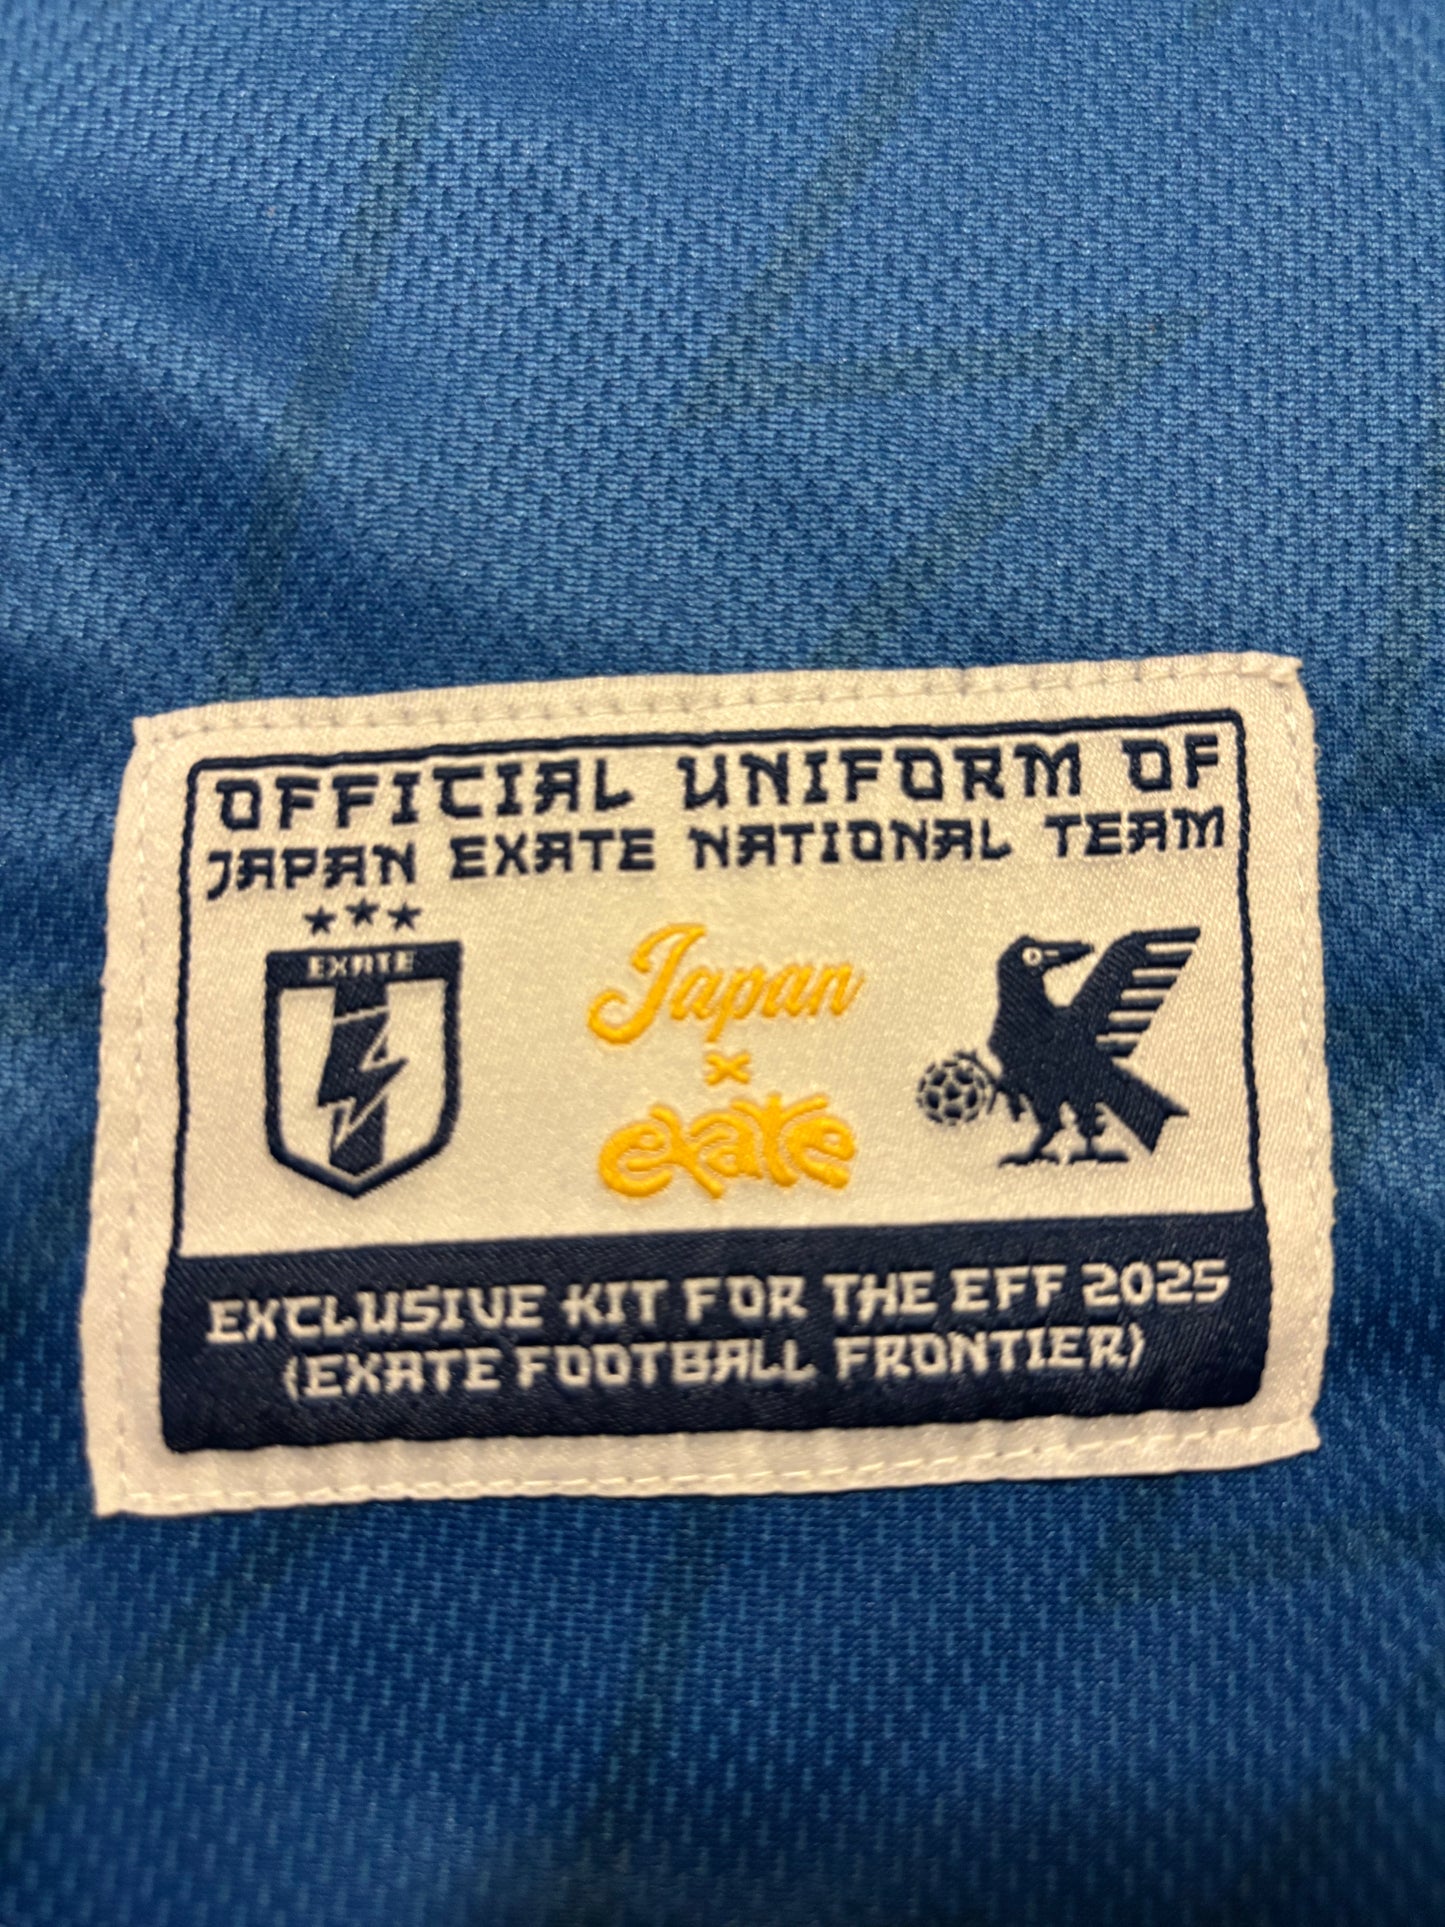 OFFICIAL UNIFORM OF
JAPAN EXATE NATIONAL TEAM
EXATE
Japan
×
exate
EXCLUSIVE KIT FOR THE EFF 2025
(EXATE FOOTBALL FRONTIER)